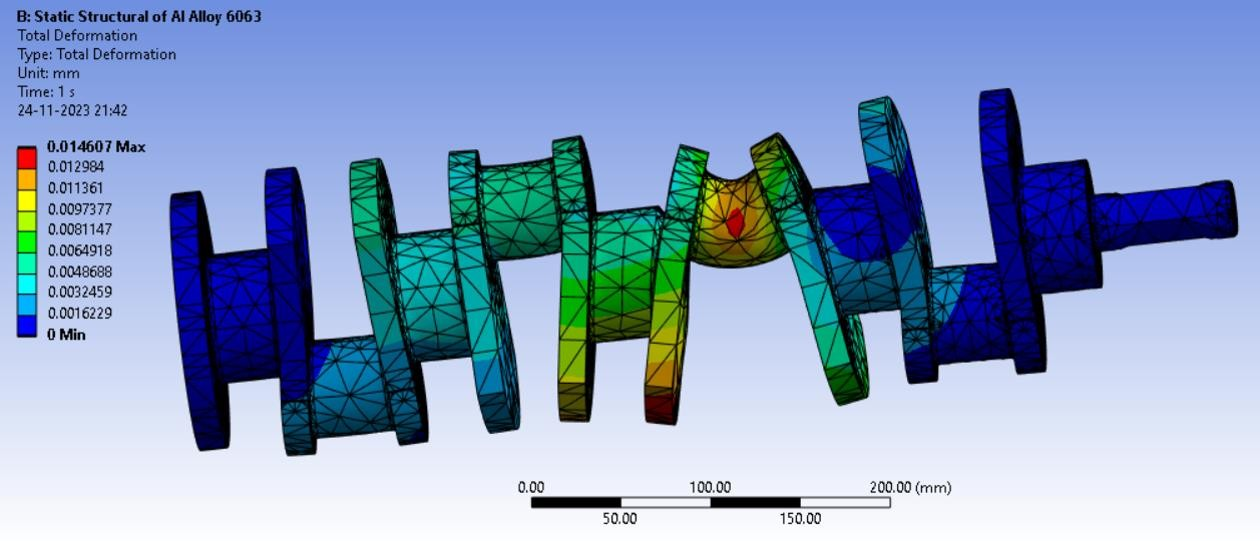 B: Static Structural of Al Alloy 6063
Total Deformation
Type: Total Deformation
Unit: mm
Time: 1 s
24-11-2023 21:42
0.014607 Max
0.012984
0.011361
0.0097377
0.0081147
0.0064918
0.0048688
0.0032459
0.0016229
0 Min
0.00 100.00 200.00 (mm)
50.00 150.00